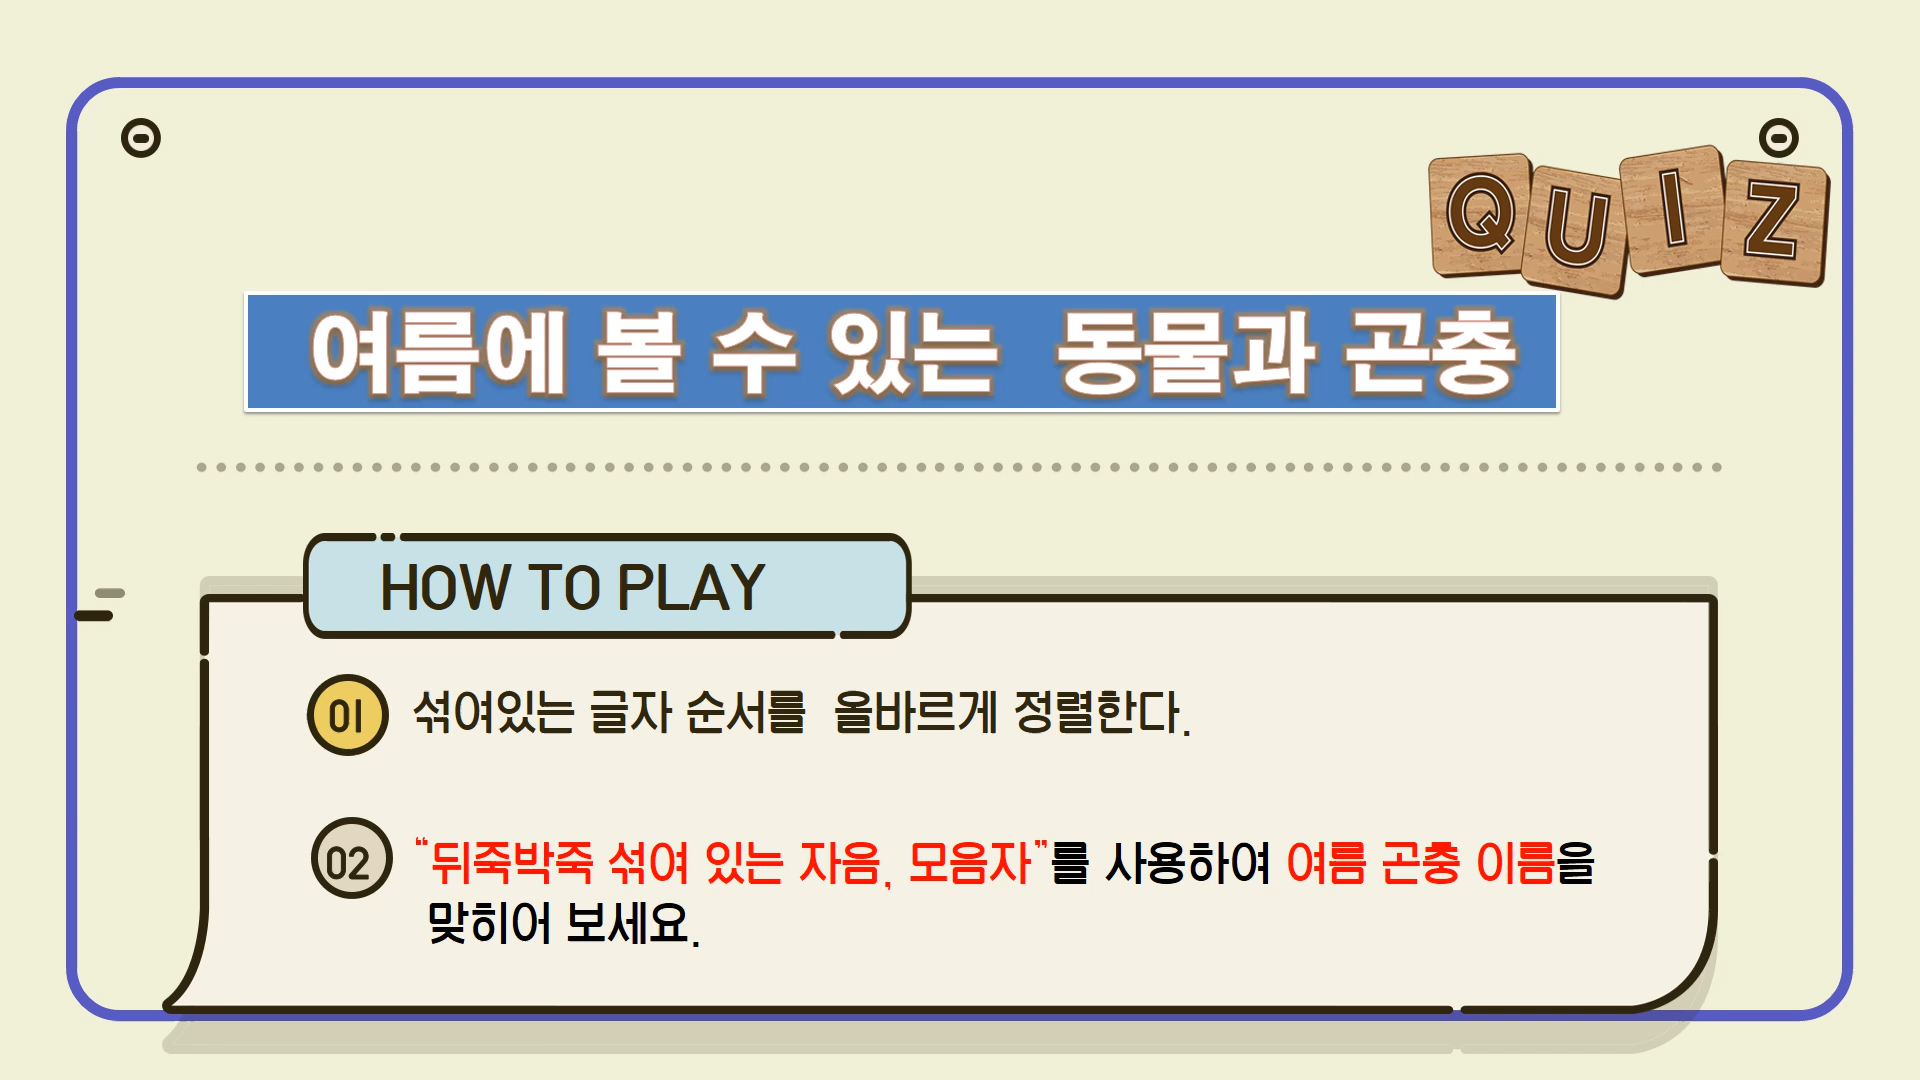 QUIZ
여름에 볼 수 있는 동물과 곤충
HOW TO PLAY
01 섞여있는 글자 순서를 올바르게 정렬한다.
02 “뒤죽박죽 섞여 있는 자음, 모음자”를 사용하여 여름 곤충 이름을
맞히어 보세요.